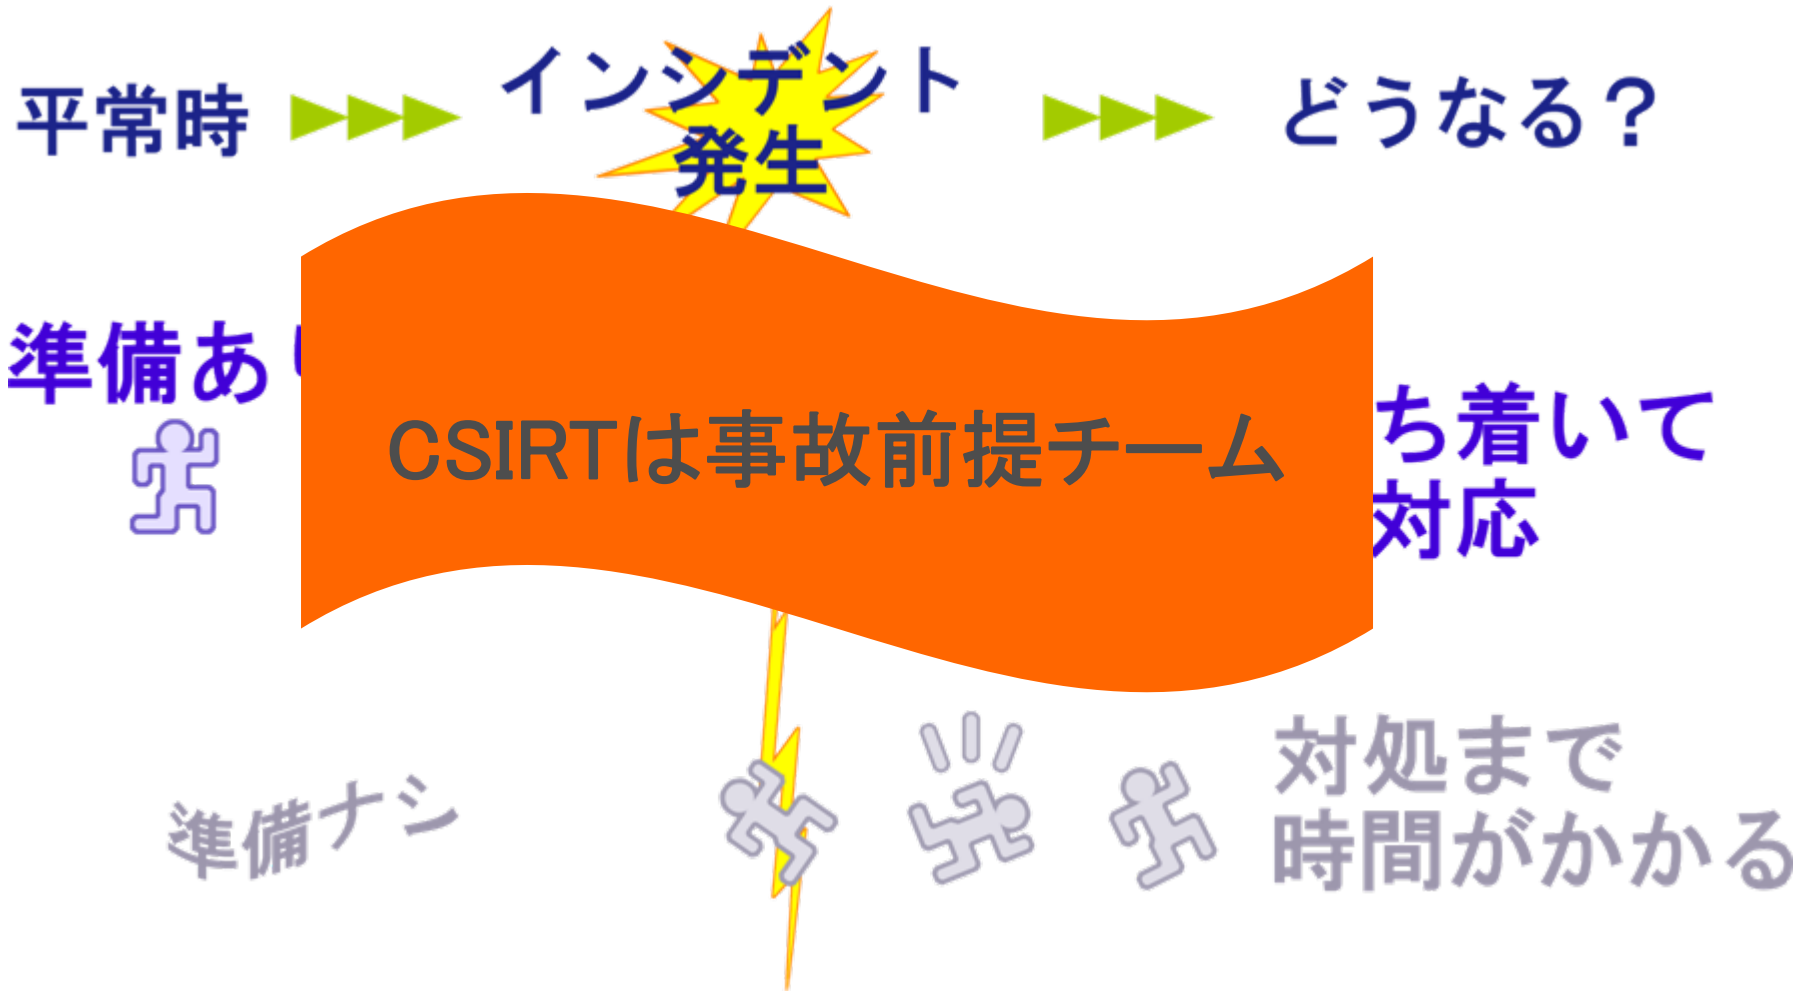 平常時
インシデント
発生
どうなる？
準備あり
CSIRTは事故前提チーム
ち着いて
対応
準備ナシ
対処まで
時間がかかる